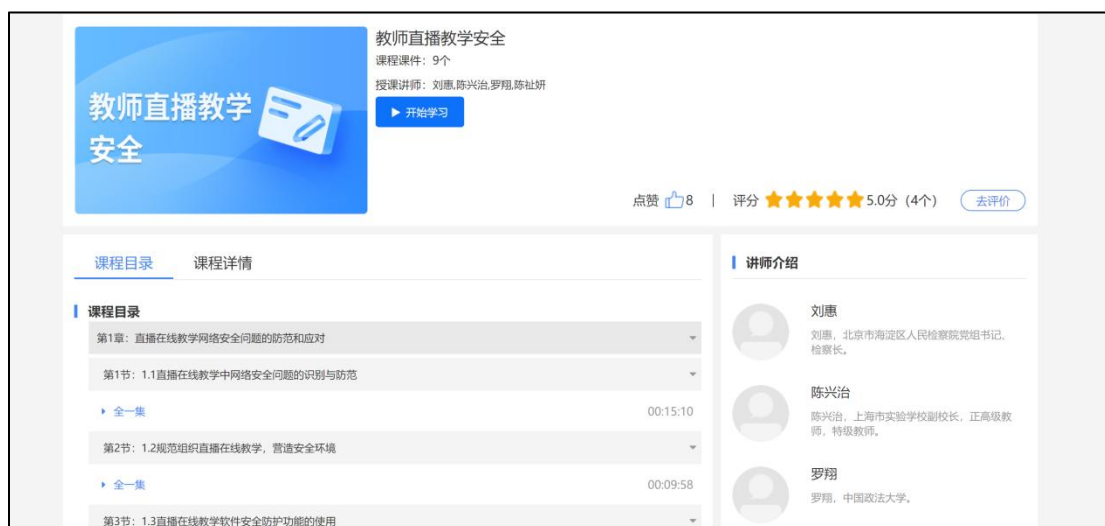 教师直播教学
安全
教师直播教学安全
课程课件：9个
授课讲师：刘惠,陈兴治,罗翔,陈祉妍
开始学习
点赞 8 | 评分 5.0分（4个） 去评价
课程目录 课程详情
课程目录
第1章：直播在线教学网络安全问题的防范和应对
第1节：1.1直播在线教学中网络安全问题的识别与防范
全一集 00:15:10
第2节：1.2规范组织直播在线教学，营造安全环境
全一集 00:09:58
第3节：1.3直播在线教学软件安全防护功能的使用
讲师介绍
刘惠
刘惠，北京市海淀区人民检察院党组书记、
检察长。
陈兴治
陈兴治，上海市实验学校副校长，正高级教
师，特级教师。
罗翔
罗翔，中国政法大学。